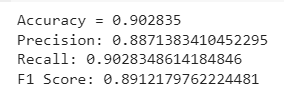 Accuracy = 0.902835
Precision: 0.8871383410452295
Recall: 0.9028348614184846
F1 Score: 0.8912179762224481